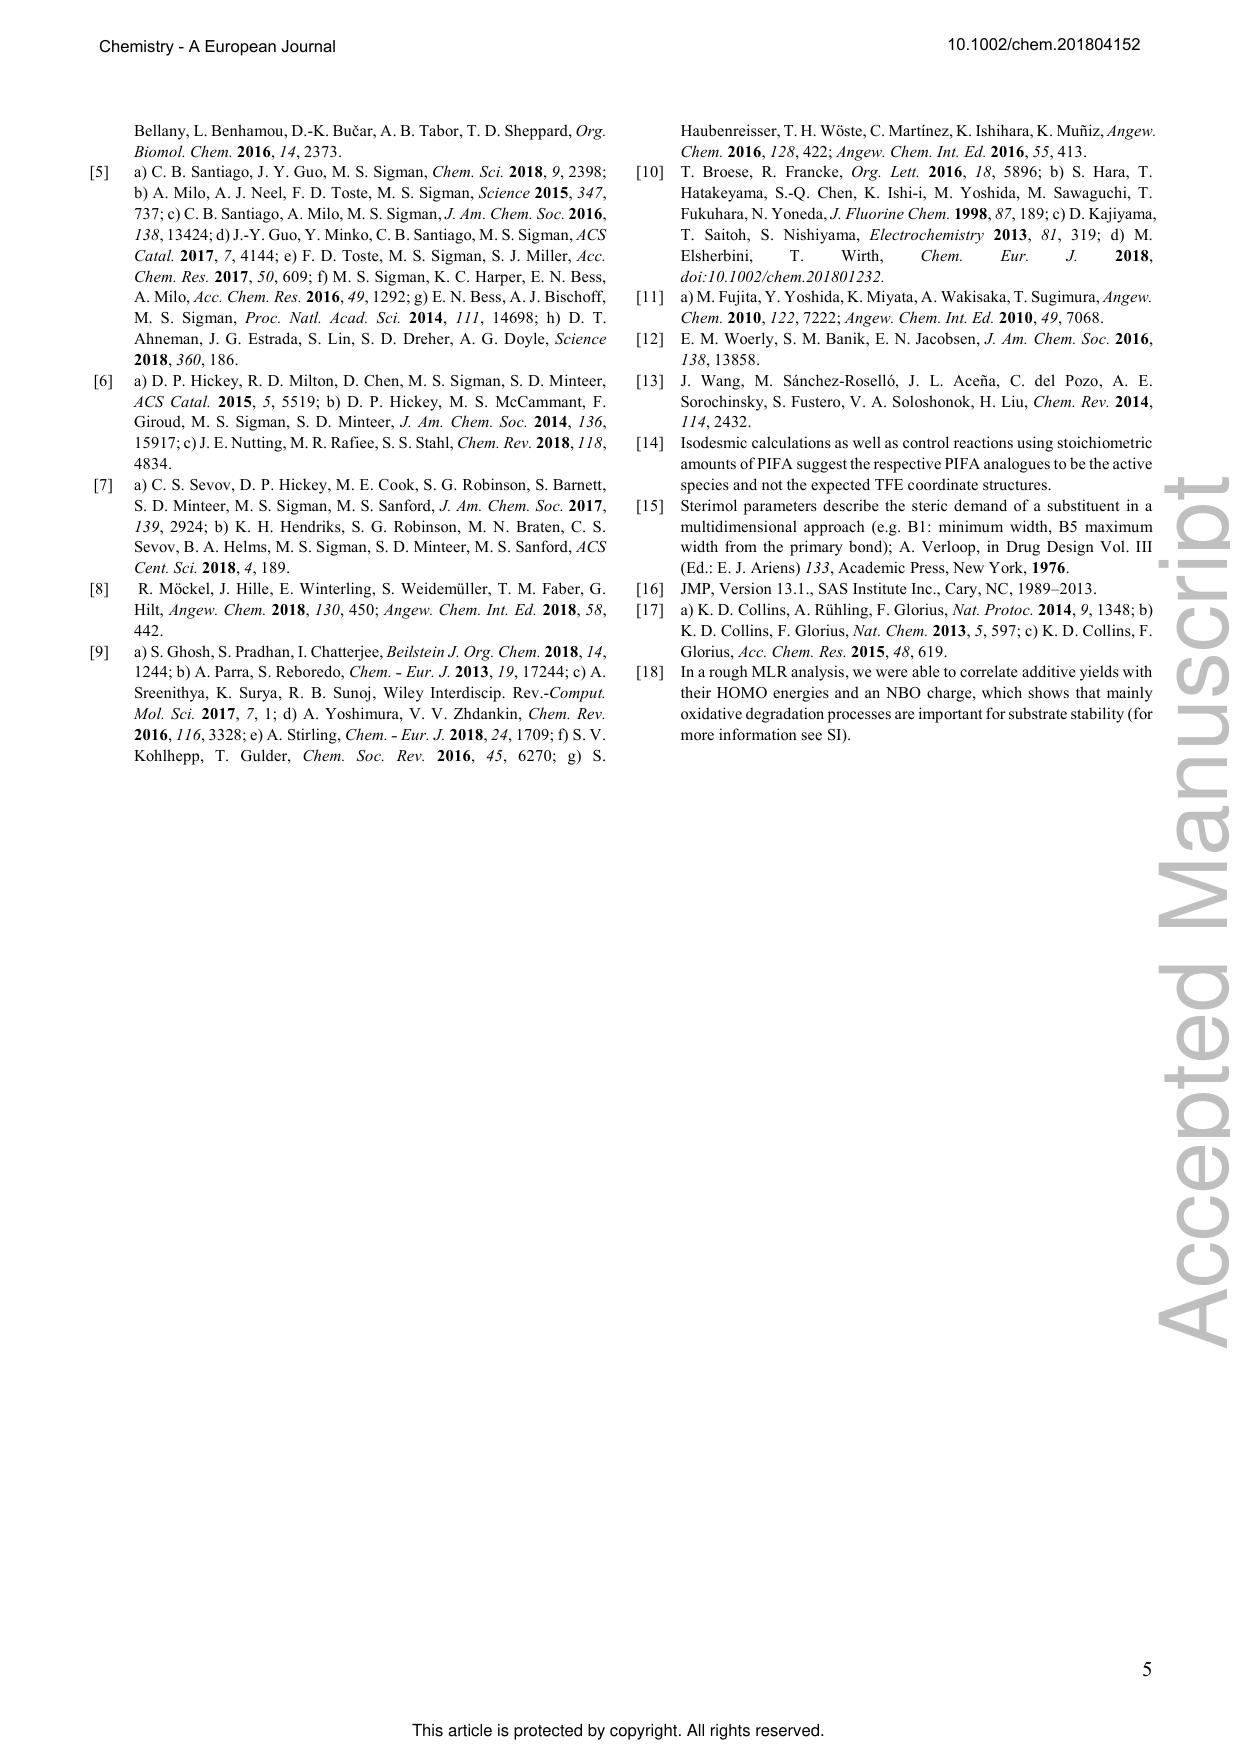 Chemistry - A European Journal
10.1002/chem.201804152
Bellany, L. Benhamou, D.-K. Bučar, A. B. Tabor, T. D. Sheppard, Org.
Biomol. Chem. 2016, 14, 2373.
[5] a) C. B. Santiago, J. Y. Guo, M. S. Sigman, Chem. Sci. 2018, 9, 2398;
b) A. Milo, A. J. Neel, F. D. Toste, M. S. Sigman, Science 2015, 347,
737; c) C. B. Santiago, A. Milo, M. S. Sigman, J. Am. Chem. Soc. 2016,
138, 13424; d) J.-Y. Guo, Y. Minko, C. B. Santiago, M. S. Sigman, ACS
Catal. 2017, 7, 4144; e) F. D. Toste, M. S. Sigman, S. J. Miller, Acc.
Chem. Res. 2017, 50, 609; f) M. S. Sigman, K. C. Harper, E. N. Bess,
A. Milo, Acc. Chem. Res. 2016, 49, 1292; g) E. N. Bess, A. J. Bischoff,
M. S. Sigman, Proc. Natl. Acad. Sci. 2014, 111, 14698; h) D. T.
Ahneman, J. G. Estrada, S. Lin, S. D. Dreher, A. G. Doyle, Science
2018, 360, 186.
[6] a) D. P. Hickey, R. D. Milton, D. Chen, M. S. Sigman, S. D. Minteer,
ACS Catal. 2015, 5, 5519; b) D. P. Hickey, M. S. McCammant, F.
Giroud, M. S. Sigman, S. D. Minteer, J. Am. Chem. Soc. 2014, 136,
15917; c) J. E. Nutting, M. R. Rafiee, S. S. Stahl, Chem. Rev. 2018, 118,
4834.
[7] a) C. S. Sevov, D. P. Hickey, M. E. Cook, S. G. Robinson, S. Barnett,
S. D. Minteer, M. S. Sigman, M. S. Sanford, J. Am. Chem. Soc. 2017,
139, 2924; b) K. H. Hendriks, S. G. Robinson, M. N. Braten, C. S.
Sevov, B. A. Helms, M. S. Sigman, S. D. Minteer, M. S. Sanford, ACS
Cent. Sci. 2018, 4, 189.
[8] R. Möckel, J. Hille, E. Winterling, S. Weidemüller, T. M. Faber, G.
Hilt, Angew. Chem. 2018, 130, 450; Angew. Chem. Int. Ed. 2018, 58,
442.
[9] a) S. Ghosh, S. Pradhan, I. Chatterjee, Beilstein J. Org. Chem. 2018, 14,
1244; b) A. Parra, S. Reboredo, Chem. - Eur. J. 2013, 19, 17244; c) A.
Sreenithya, K. Surya, R. B. Sunoj, Wiley Interdiscip. Rev.-Comput.
Mol. Sci. 2017, 7, 1; d) A. Yoshimura, V. V. Zhdankin, Chem. Rev.
2016, 116, 3328; e) A. Stirling, Chem. - Eur. J. 2018, 24, 1709; f) S. V.
Kohlhepp, T. Gulder, Chem. Soc. Rev. 2016, 45, 6270; g) S.
Haubenreisser, T. H. Wöste, C. Martínez, K. Ishihara, K. Muñiz, Angew.
Chem. 2016, 128, 422; Angew. Chem. Int. Ed. 2016, 55, 413.
[10] T. Broese, R. Francke, Org. Lett. 2016, 18, 5896; b) S. Hara, T.
Hatakeyama, S.-Q. Chen, K. Ishi-i, M. Yoshida, M. Sawaguchi, T.
Fukuhara, N. Yoneda, J. Fluorine Chem. 1998, 87, 189; c) D. Kajiyama,
T. Saitoh, S. Nishiyama, Electrochemistry 2013, 81, 319; d) M.
Elsherbini, T. Wirth, Chem. Eur. J. 2018,
doi:10.1002/chem.201801232.
[11] a) M. Fujita, Y. Yoshida, K. Miyata, A. Wakisaka, T. Sugimura, Angew.
Chem. 2010, 122, 7222; Angew. Chem. Int. Ed. 2010, 49, 7068.
[12] E. M. Woerly, S. M. Banik, E. N. Jacobsen, J. Am. Chem. Soc. 2016,
138, 13858.
[13] J. Wang, M. Sánchez-Roselló, J. L. Aceña, C. del Pozo, A. E.
Sorochinsky, S. Fustero, V. A. Soloshonok, H. Liu, Chem. Rev. 2014,
114, 2432.
[14] Isodesmic calculations as well as control reactions using stoichiometric
amounts of PIFA suggest the respective PIFA analogues to be the active
species and not the expected TFE coordinate structures.
[15] Sterimol parameters describe the steric demand of a substituent in a
multidimensional approach (e.g. B1: minimum width, B5 maximum
width from the primary bond); A. Verloop, in Drug Design Vol. III
(Ed.: E. J. Ariens) 133, Academic Press, New York, 1976.
[16] JMP, Version 13.1., SAS Institute Inc., Cary, NC, 1989–2013.
[17] a) K. D. Collins, A. Rühling, F. Glorius, Nat. Protoc. 2014, 9, 1348; b)
K. D. Collins, F. Glorius, Nat. Chem. 2013, 5, 597; c) K. D. Collins, F.
Glorius, Acc. Chem. Res. 2015, 48, 619.
[18] In a rough MLR analysis, we were able to correlate additive yields with
their HOMO energies and an NBO charge, which shows that mainly
oxidative degradation processes are important for substrate stability (for
more information see SI).
Accepted Manuscript
5
This article is protected by copyright. All rights reserved.